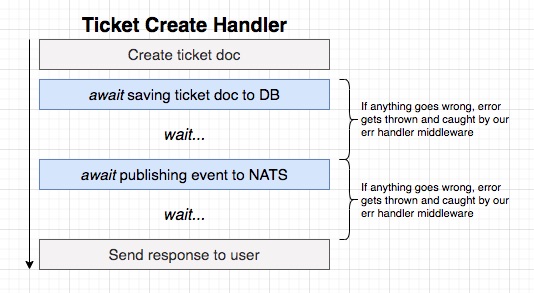 Ticket Create Handler
Create ticket doc
await saving ticket doc to DB
wait...
If anything goes wrong, error
gets thrown and caught by our
err handler middleware
await publishing event to NATS
wait...
If anything goes wrong, error
gets thrown and caught by our
err handler middleware
Send response to user